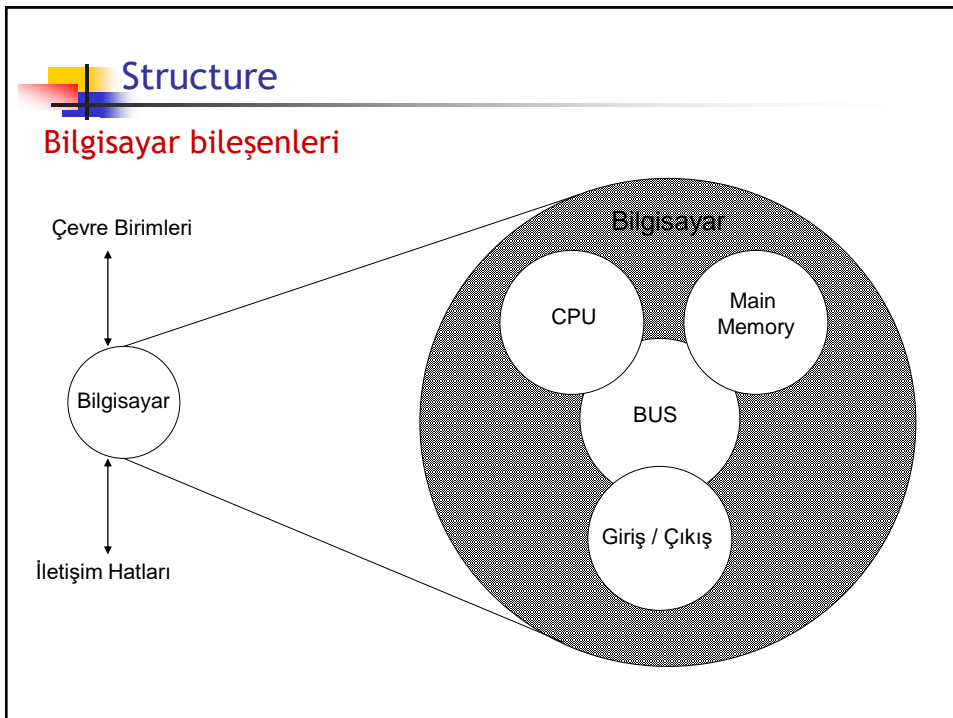 Structure
Bilgisayar bileşenleri
Çevre Birimleri
Bilgisayar
İletişim Hatları
Bilgisayar
CPU
Main
Memory
BUS
Giriş / Çıkış